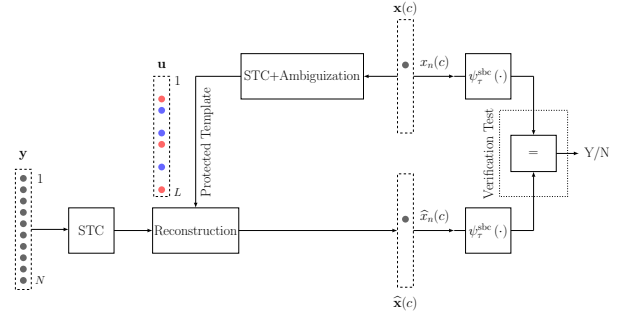 x(c)
u
1
STC+Ambiguization
x_n(c)
ψ_τ^sbc(·)
Protected Template
Verification Test
=
Y/N
y
1
L
STC
Reconstruction
x̂_n(c)
ψ_τ^sbc(·)
N
x̂(c)